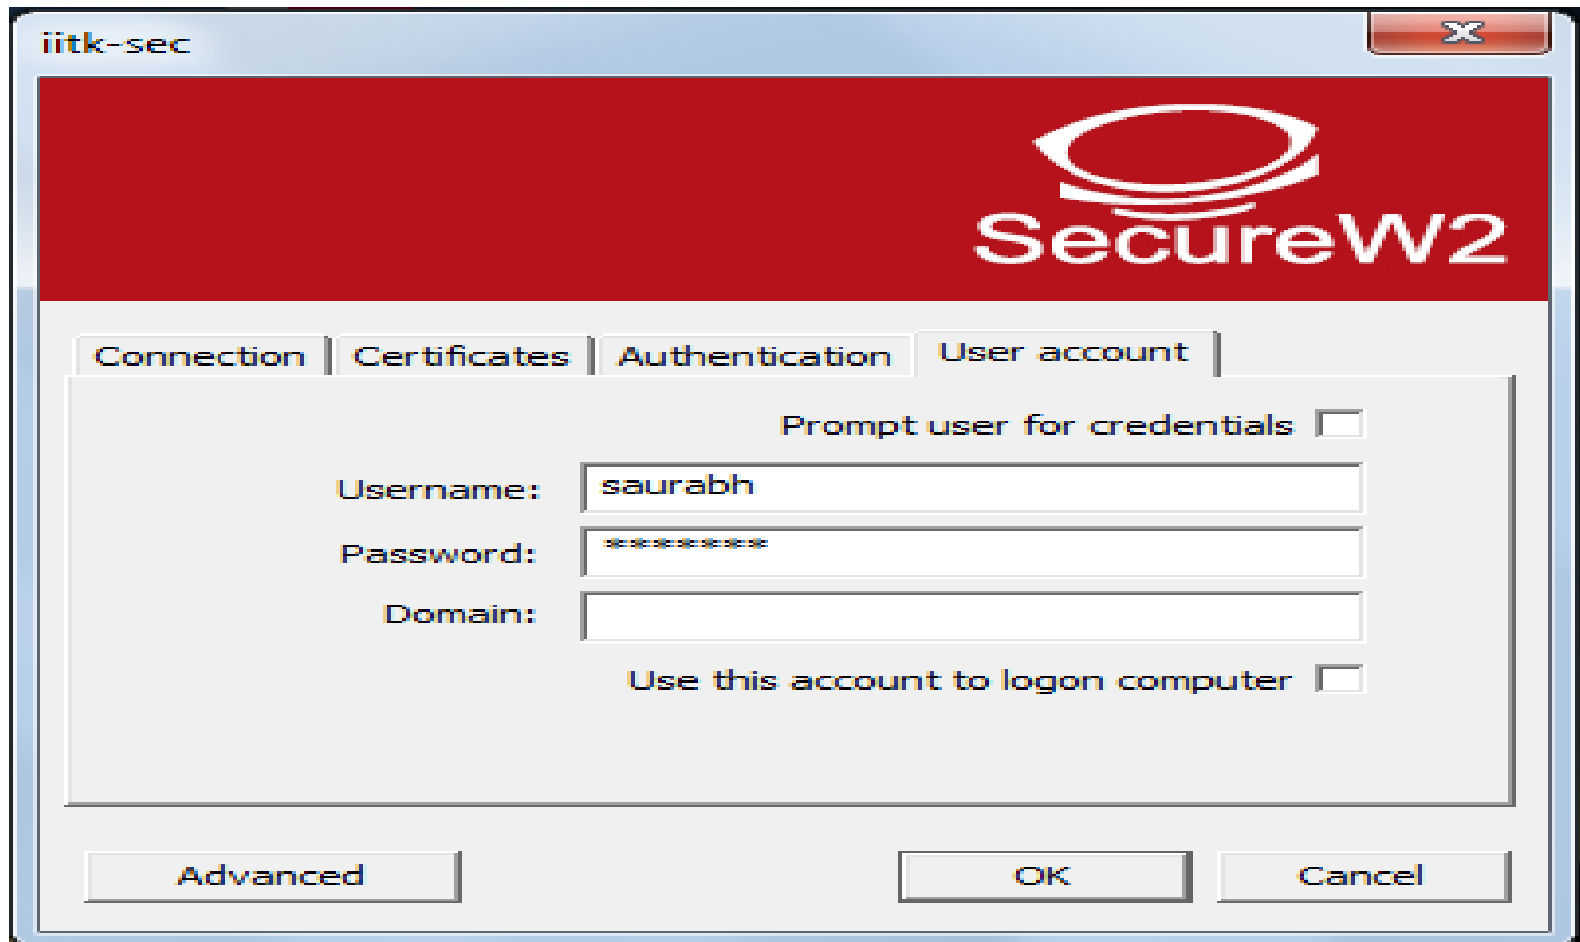 iitk-sec
SecureW2
Connection Certificates Authentication User account
Prompt user for credentials
Username: saurabh
Password: *******
Domain:
Use this account to logon computer
Advanced OK Cancel